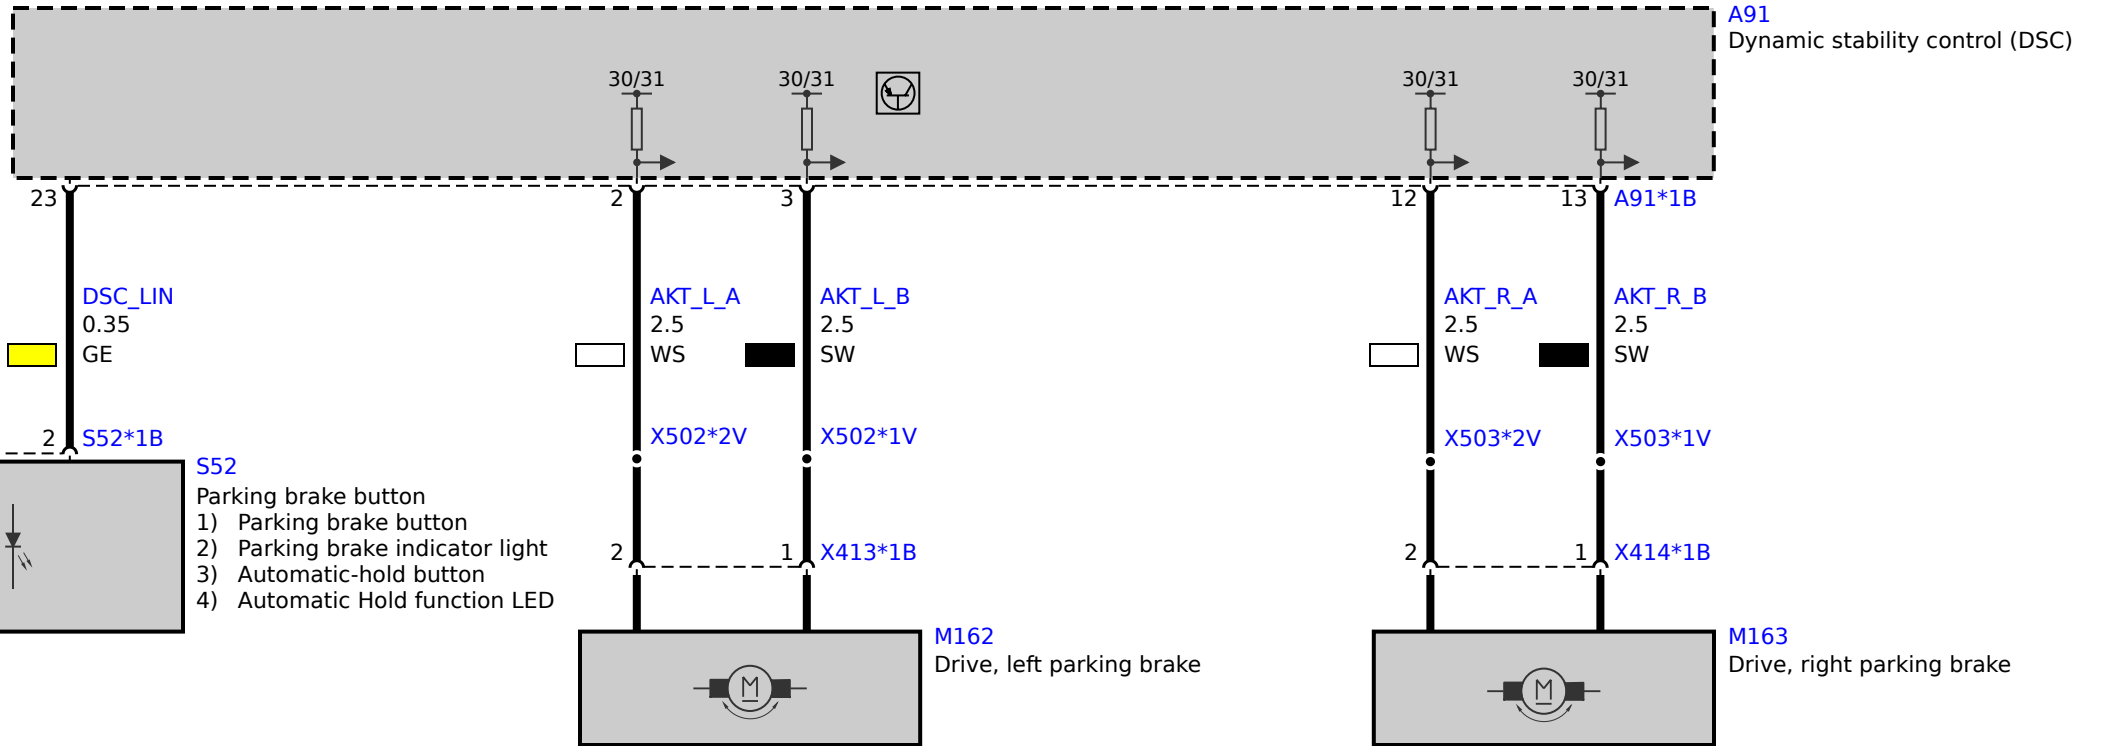 A91
Dynamic stability control (DSC)
30/31
30/31
30/31
30/31
23
2
3
12
13
A91*1B
DSC_LIN
0.35
GE
AKT_L_A
2.5
WS
AKT_L_B
2.5
SW
AKT_R_A
2.5
WS
AKT_R_B
2.5
SW
2
S52*1B
X502*2V
X502*1V
X503*2V
X503*1V
S52
Parking brake button
1) Parking brake button
2) Parking brake indicator light
3) Automatic-hold button
4) Automatic Hold function LED
2
1
X413*1B
2
1
X414*1B
M162
Drive, left parking brake
M
M163
Drive, right parking brake
M